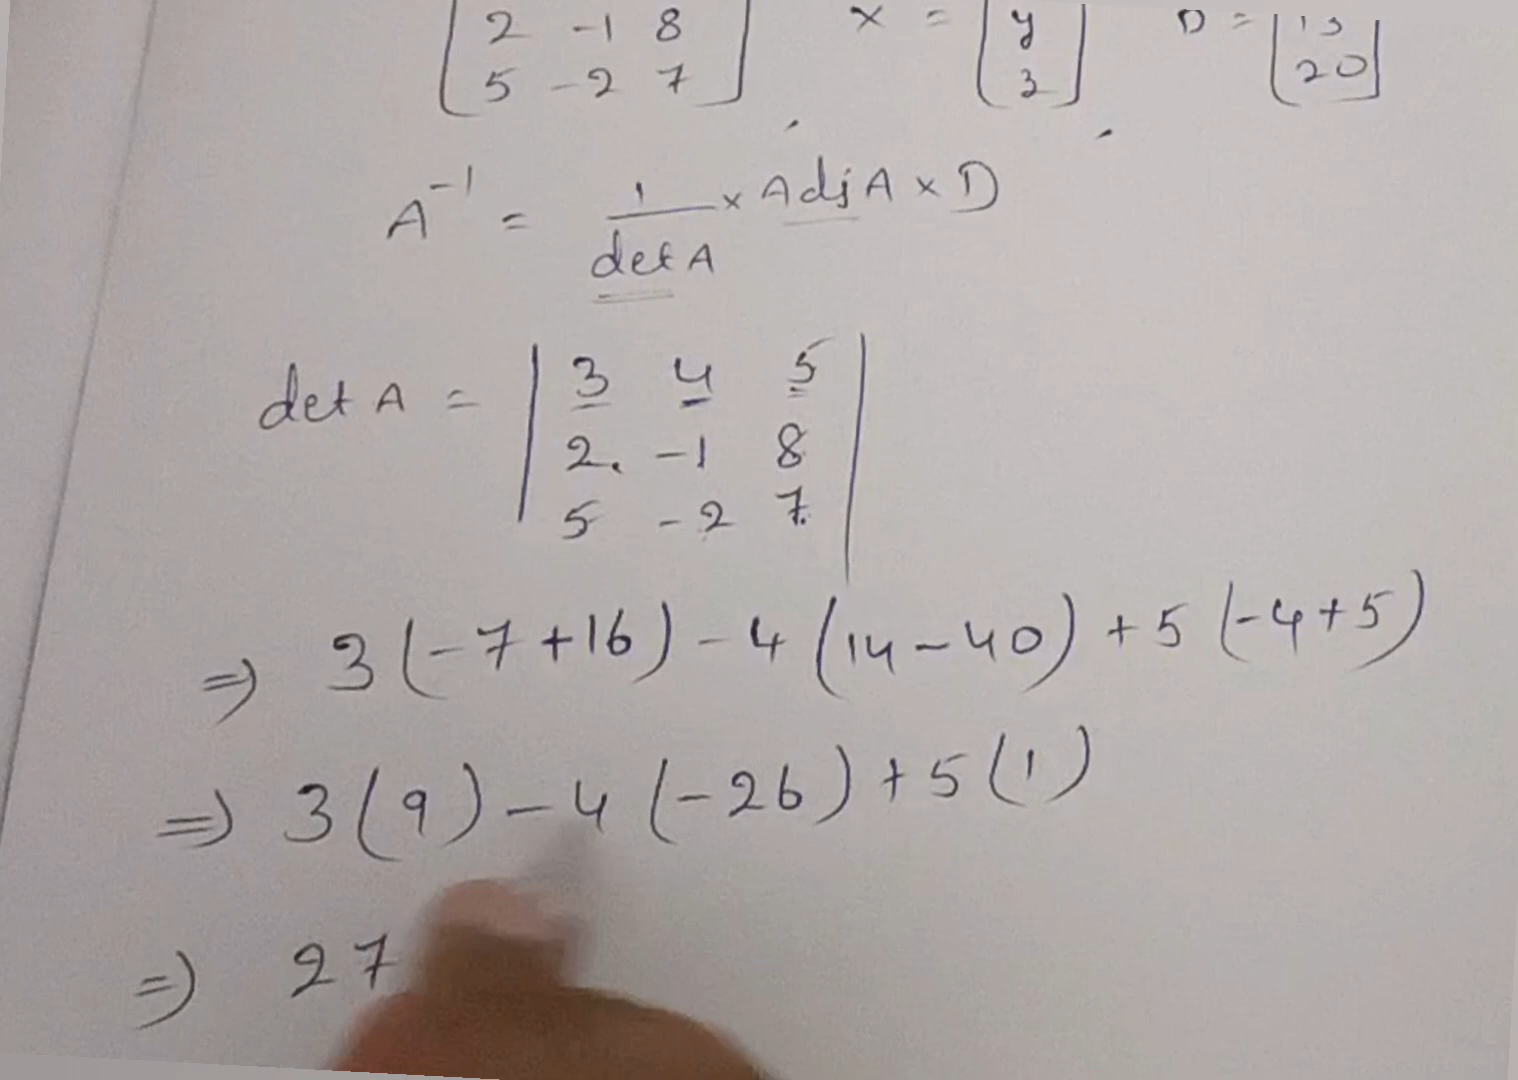 2 -1 8 x = y D = 13
5 -2 7 3 20
A⁻¹ = 1/det A × Adj A × D
det A = | 3 4 5 |
2 -1 8
5 -2 7
⇒ 3(-7+16) - 4(14-40) + 5(-4+5)
⇒ 3(9) - 4(-26) + 5(1)
⇒ 27